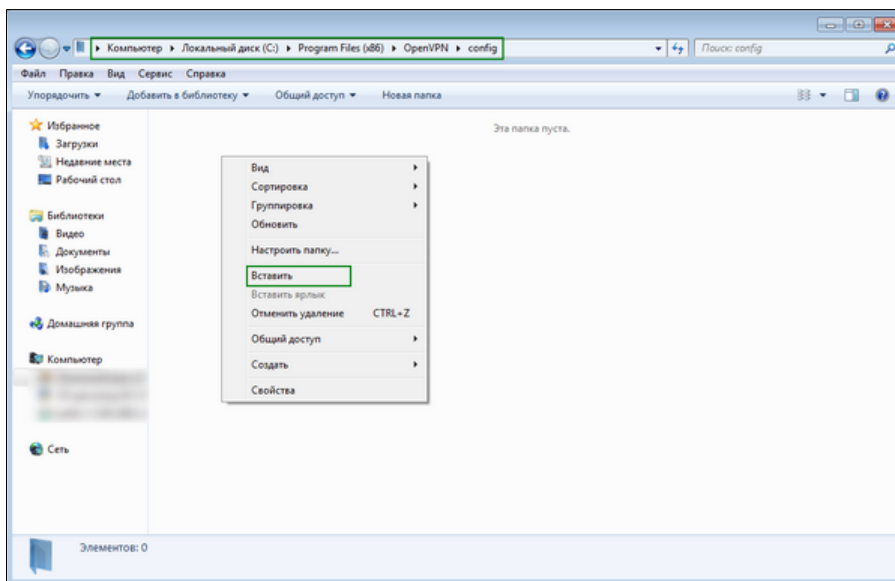 Компьютер ▸ Локальный диск (C:) ▸ Program Files (x86) ▸ OpenVPN ▸ config
Поиск: config
Файл Правка Вид Сервис Справка
Упорядочить Добавить в библиотеку Общий доступ Новая папка
Избранное
Загрузки
Недавние места
Рабочий стол
Библиотеки
Видео
Документы
Изображения
Музыка
Домашняя группа
Компьютер
Сеть
Эта папка пуста.
Вид
Сортировка
Группировка
Обновить
Настроить папку...
Вставить
Вставить ярлык
Отменить удаление CTRL+Z
Общий доступ
Создать
Свойства
Элементов: 0